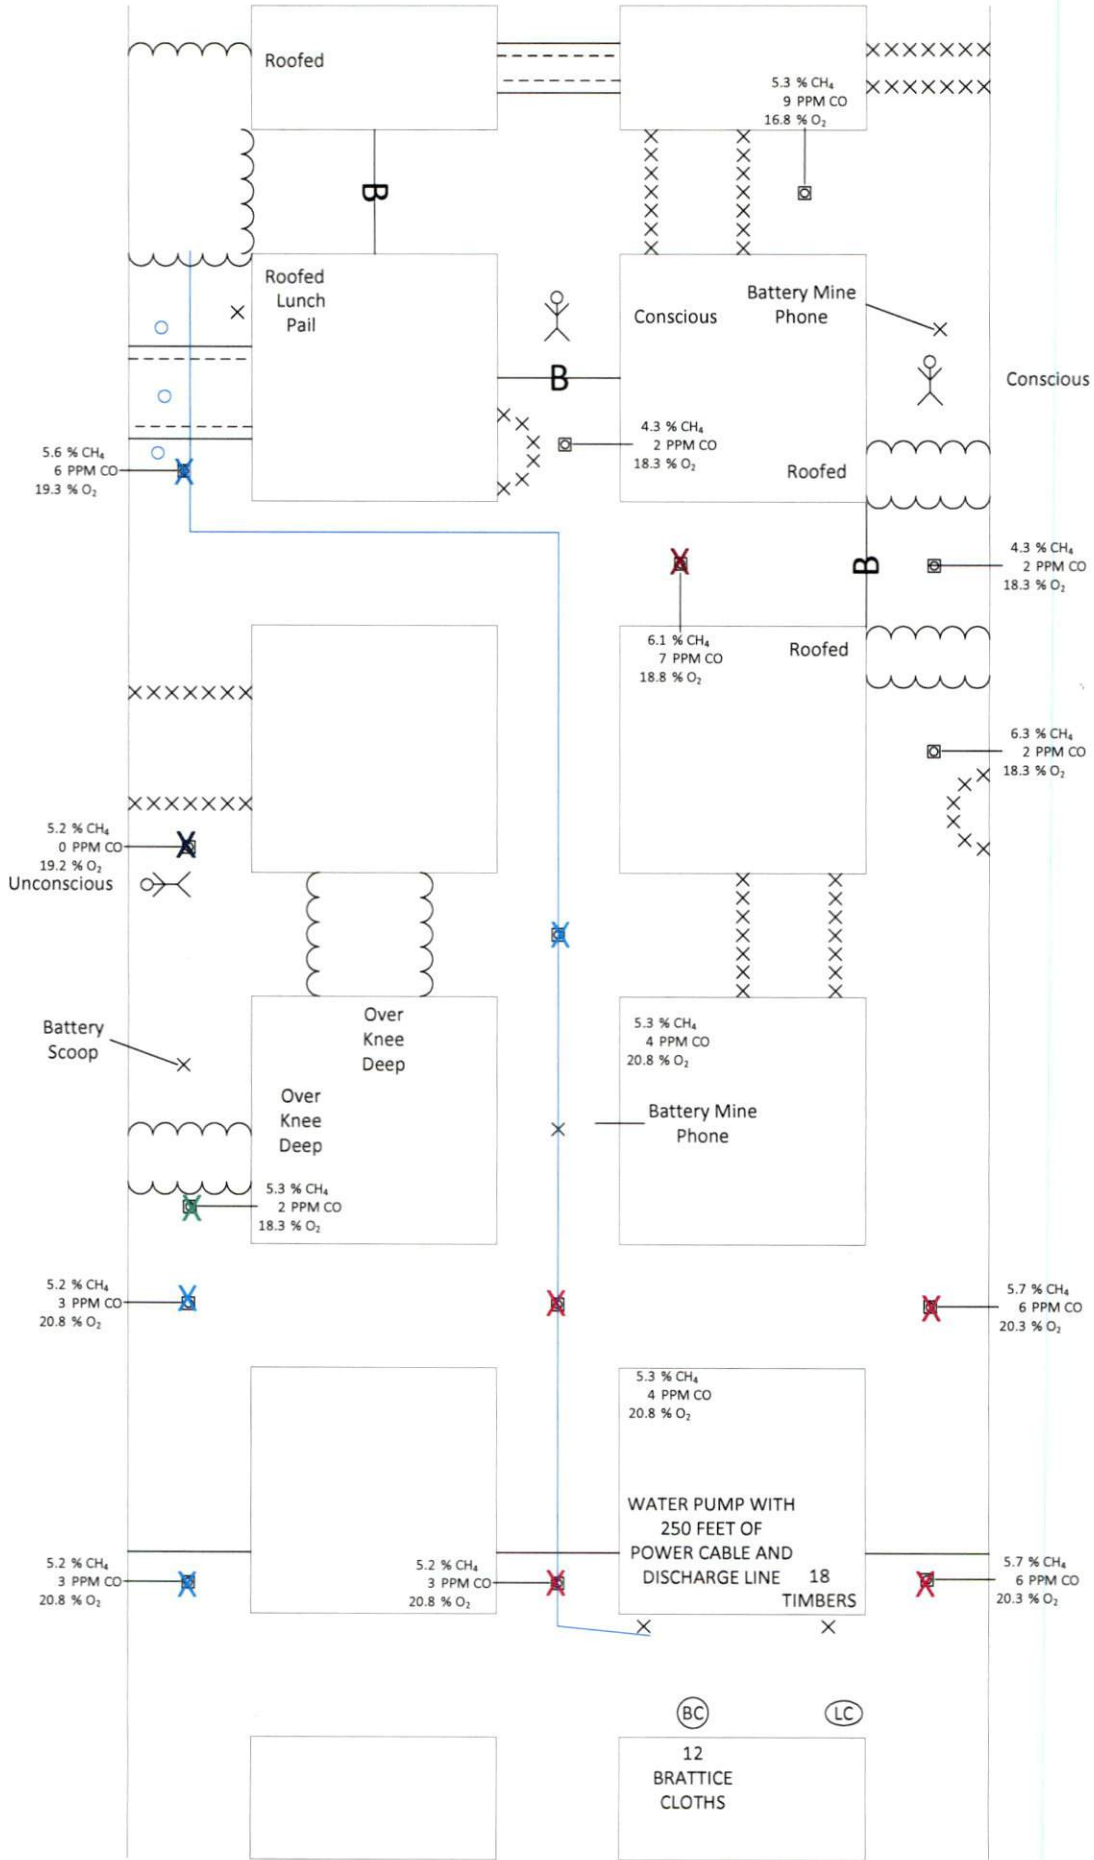 Roofed
5.3 % CH₄
9 PPM CO
16.8 % O₂
B
Roofed
Lunch
Pail
Conscious
Battery Mine
Phone
Conscious
B
4.3 % CH₄
2 PPM CO
18.3 % O₂
5.6 % CH₄
6 PPM CO
19.3 % O₂
Roofed
B
4.3 % CH₄
2 PPM CO
18.3 % O₂
6.1 % CH₄
7 PPM CO
18.8 % O₂
Roofed
6.3 % CH₄
2 PPM CO
18.3 % O₂
5.2 % CH₄
0 PPM CO
19.2 % O₂
Unconscious
Battery
Scoop
Over
Knee
Deep
Over
Knee
Deep
5.3 % CH₄
4 PPM CO
20.8 % O₂
Battery Mine
Phone
5.3 % CH₄
2 PPM CO
18.3 % O₂
5.2 % CH₄
3 PPM CO
20.8 % O₂
5.7 % CH₄
6 PPM CO
20.3 % O₂
5.3 % CH₄
4 PPM CO
20.8 % O₂
WATER PUMP WITH
250 FEET OF
POWER CABLE AND
DISCHARGE LINE
18
TIMBERS
5.2 % CH₄
3 PPM CO
20.8 % O₂
5.2 % CH₄
3 PPM CO
20.8 % O₂
5.7 % CH₄
6 PPM CO
20.3 % O₂
BC
LC
12
BRATTICE
CLOTHS